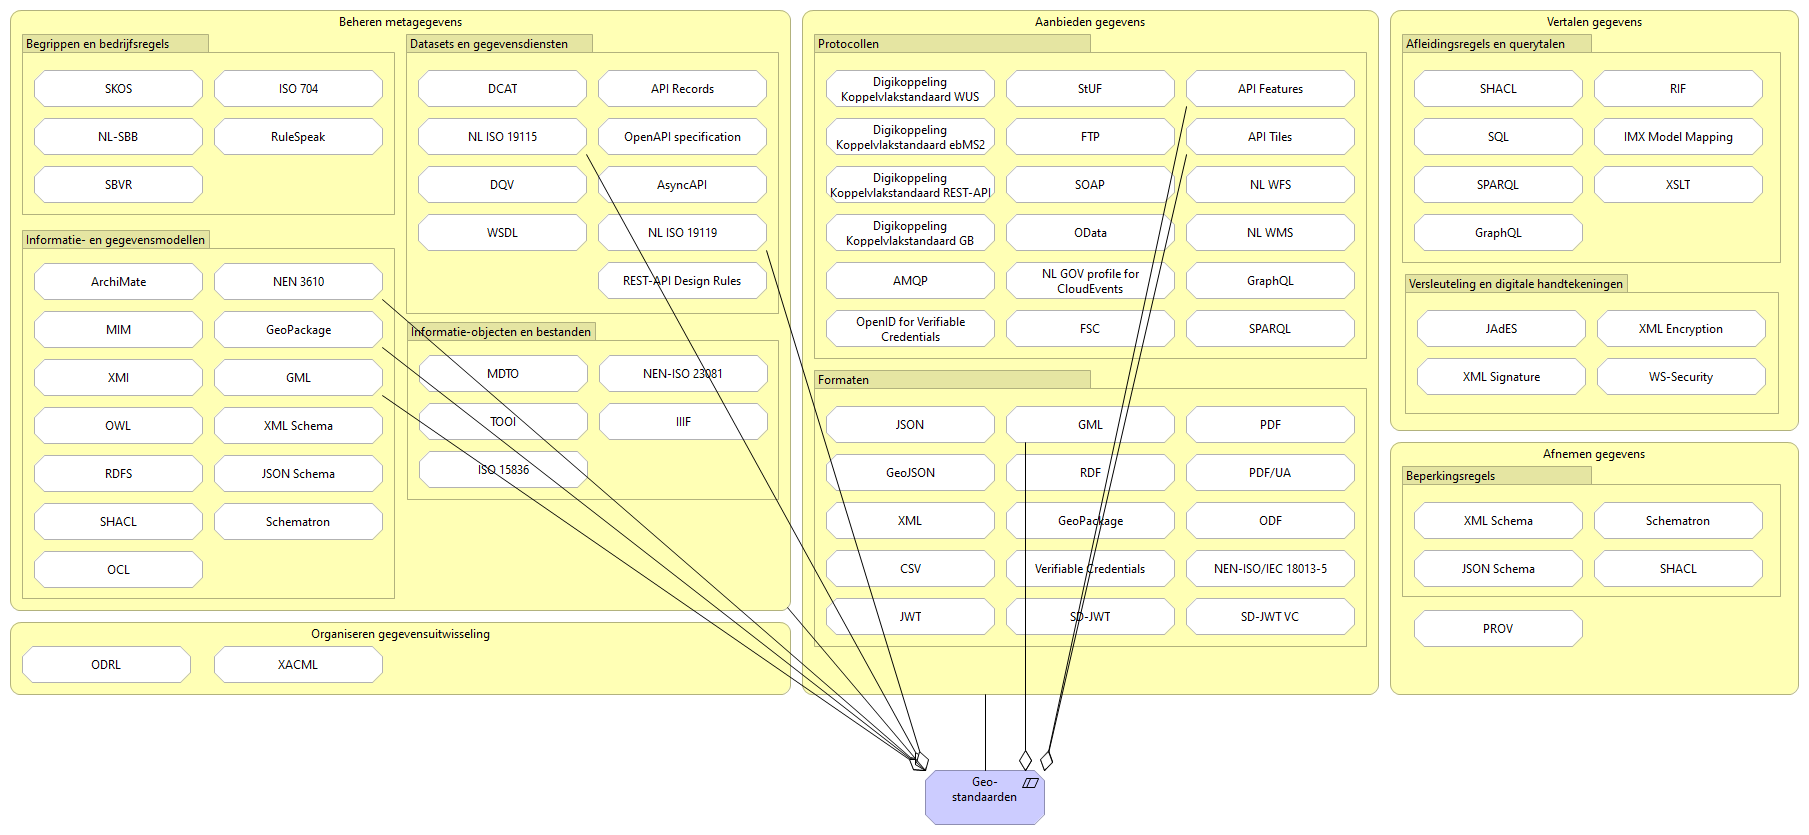 Beheren metagegevens
Begrippen en bedrijfsregels
SKOS
ISO 704
NL-SBB
RuleSpeak
SBVR
Informatie- en gegevensmodellen
ArchiMate
NEN 3610
MIM
GeoPackage
XMI
GML
OWL
XML Schema
RDFS
JSON Schema
SHACL
Schematron
OCL
Datasets en gegevensdiensten
DCAT
API Records
NL ISO 19115
OpenAPI specification
DQV
AsyncAPI
WSDL
NL ISO 19119
REST-API Design Rules
Informatie-objecten en bestanden
MDTO
NEN-ISO 23081
TOOI
IIIF
ISO 15836
Organiseren gegevensuitwisseling
ODRL
XACML
Aanbieden gegevens
Protocollen
Digikoppeling
Koppelvlakstandaard WUS
StUF
API Features
Digikoppeling
Koppelvlakstandaard ebMS2
FTP
API Tiles
Digikoppeling
Koppelvlakstandaard REST-API
SOAP
NL WFS
Digikoppeling
Koppelvlakstandaard GB
OData
NL WMS
AMQP
NL GOV profile for
CloudEvents
GraphQL
OpenID for Verifiable
Credentials
FSC
SPARQL
Formaten
JSON
GML
PDF
GeoJSON
RDF
PDF/UA
XML
GeoPackage
ODF
CSV
Verifiable Credentials
NEN-ISO/IEC 18013-5
JWT
SD-JWT
SD-JWT VC
Vertalen gegevens
Afleidingsregels en querytalen
SHACL
RIF
SQL
IMX Model Mapping
SPARQL
XSLT
GraphQL
Versleuteling en digitale handtekeningen
JAdES
XML Encryption
XML Signature
WS-Security
Afnemen gegevens
Beperkingsregels
XML Schema
Schematron
JSON Schema
SHACL
PROV
Geo-
standaarden